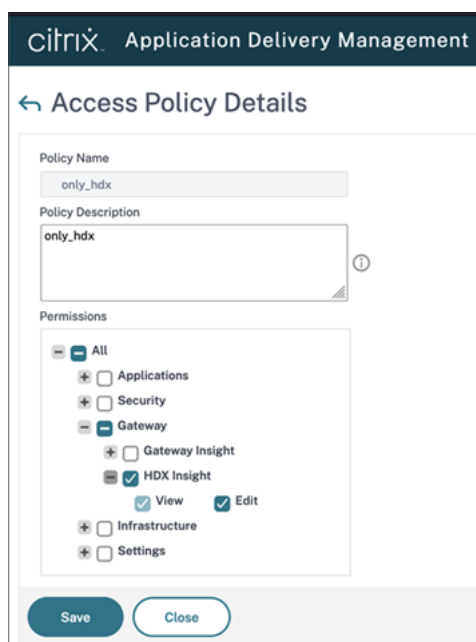 citrix™ Application Delivery Management
Access Policy Details
Policy Name
only_hdx
Policy Description
only_hdx
Permissions
All
Applications
Security
Gateway
Gateway Insight
HDX Insight
View Edit
Infrastructure
Settings
Save Close